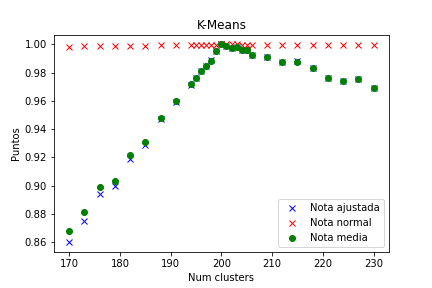 K-Means
1.00
0.98
0.96
0.94
0.92
0.90
0.88
0.86
Puntos
170
180
190
200
210
220
230
Num clusters
Nota ajustada
Nota normal
Nota media